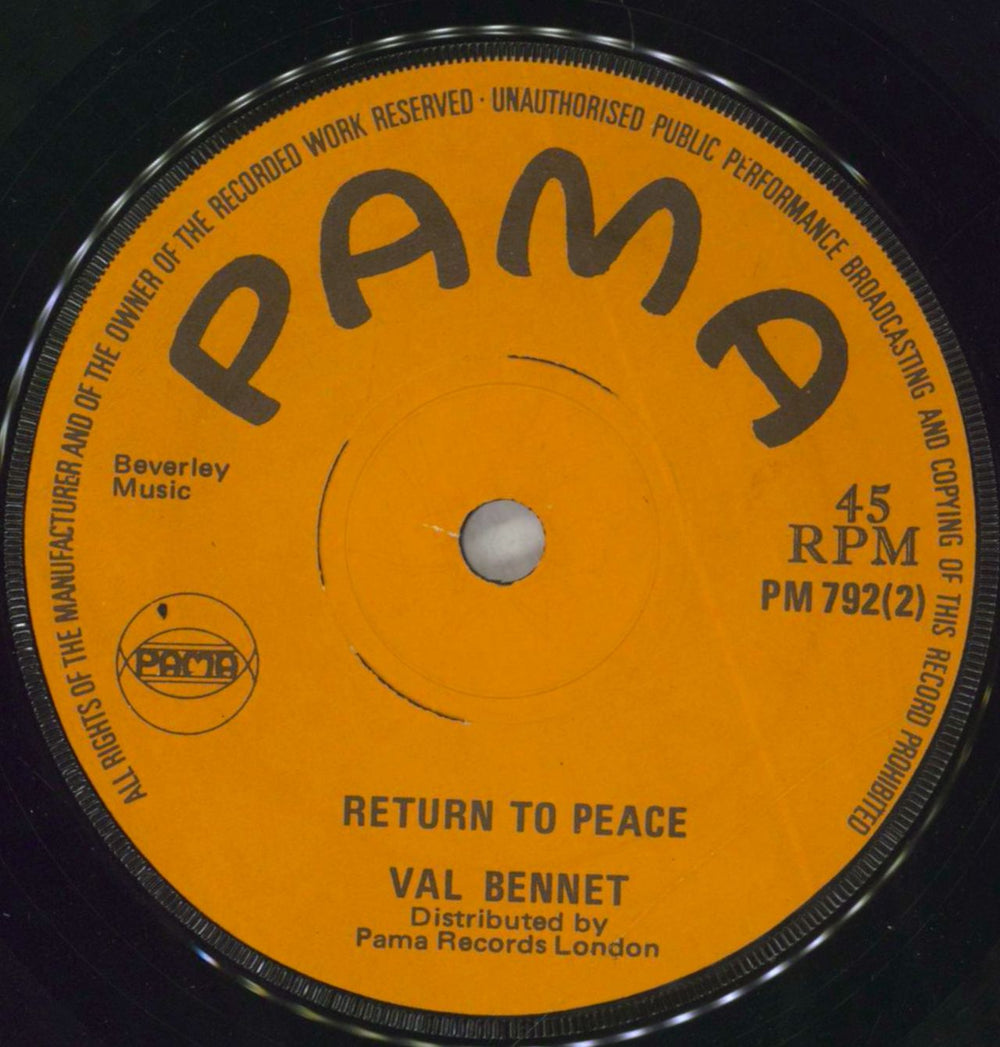 ALL RIGHTS OF THE MANUFACTURER AND OF THE OWNER OF THE RECORDED WORK RESERVED · UNAUTHORISED PUBLIC PERFORMANCE BROADCASTING AND COPYING OF THIS RECORD PROHIBITED
PAMA
Beverley
Music
45
RPM
PM 792(2)
PAMA
RETURN TO PEACE
VAL BENNET
Distributed by
Pama Records London